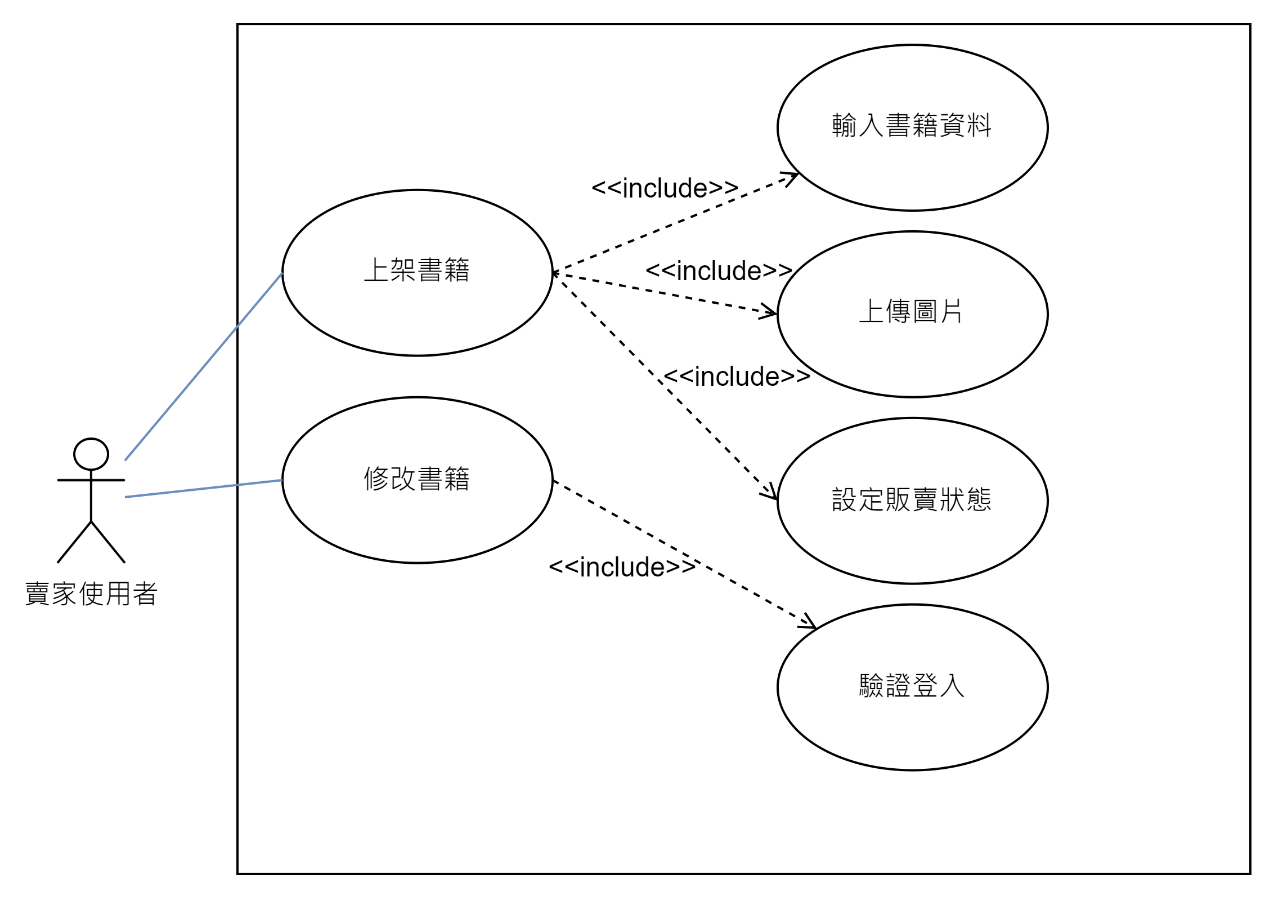 輸入書籍資料
<<include>>
上架書籍
<<include>>
上傳圖片
<<include>>
修改書籍
設定販賣狀態
<<include>>
賣家使用者
驗證登入